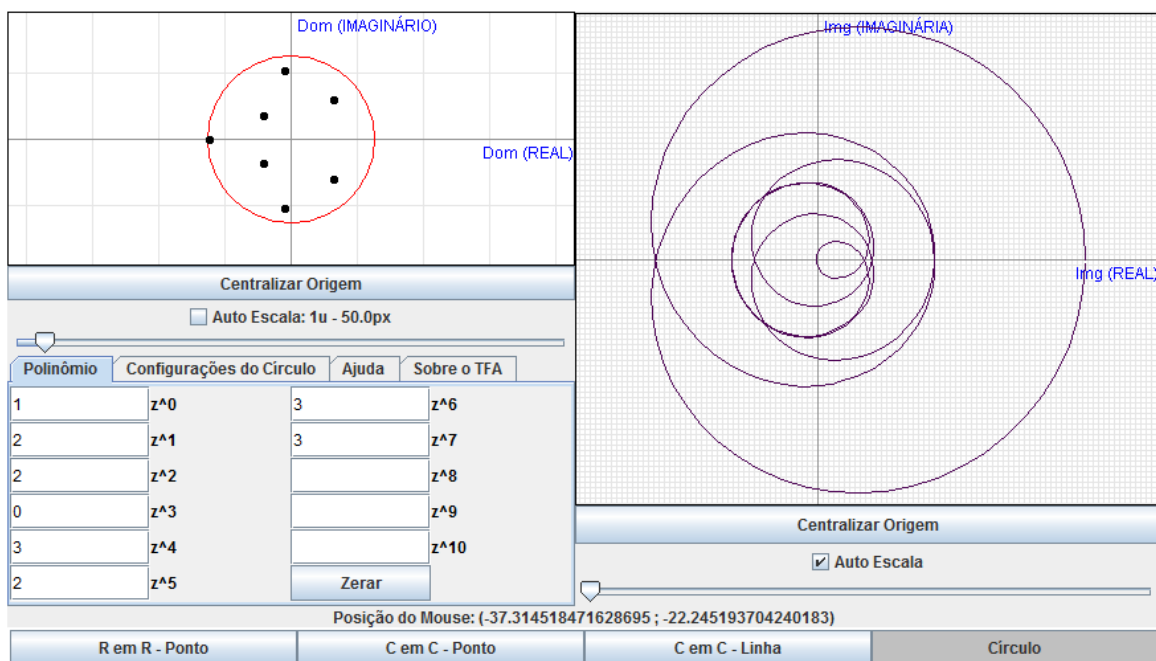 Dom (IMAGINÁRIO)
Dom (REAL)
Img (IMAGINÁRIA)
Img (REAL)
Centralizar Origem
Auto Escala: 1u - 50.0px
Polinômio Configurações do Círculo Ajuda Sobre o TFA
1 z^0 3 z^6
2 z^1 3 z^7
2 z^2 z^8
0 z^3 z^9
3 z^4 z^10
2 z^5 Zerar
Centralizar Origem
Auto Escala
Posição do Mouse: (-37.314518471628695 ; -22.245193704240183)
R em R - Ponto C em C - Ponto C em C - Linha Círculo